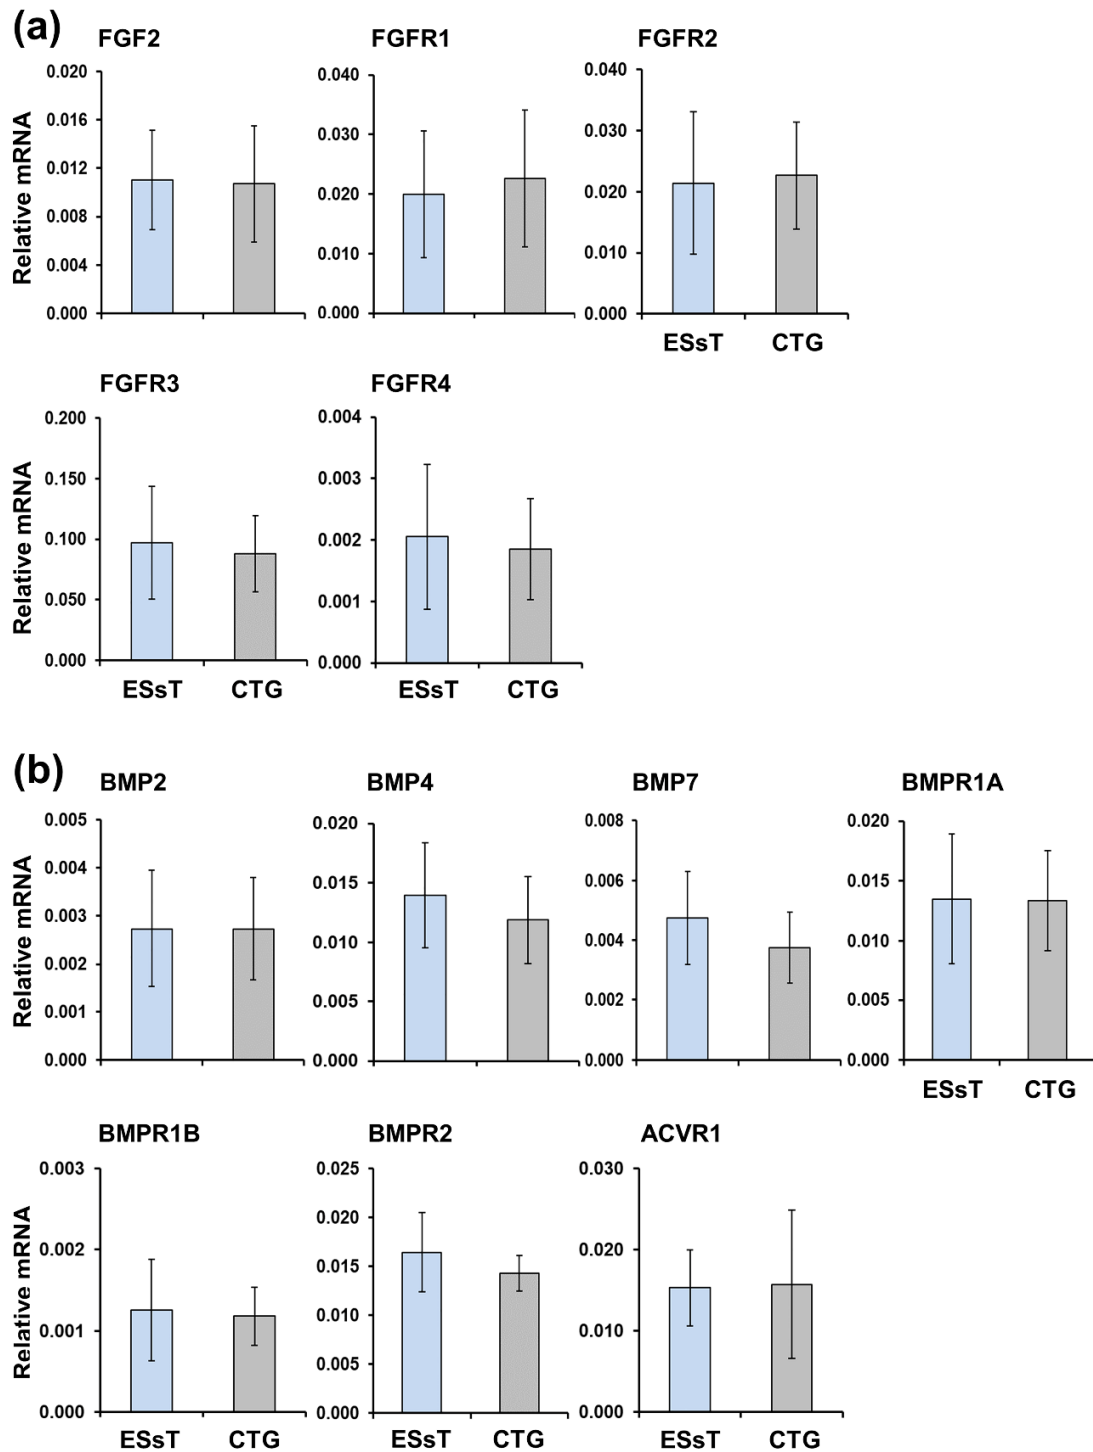 (a)
FGF2
FGFR1
FGFR2
Relative mRNA
0.020
0.016
0.012
0.008
0.004
0.000
0.040
0.030
0.020
0.010
0.000
0.040
0.030
0.020
0.010
0.000
ESsT
CTG
FGFR3
FGFR4
Relative mRNA
0.200
0.150
0.100
0.050
0.000
ESsT
CTG
0.004
0.003
0.002
0.001
0.000
ESsT
CTG
(b)
BMP2
BMP4
BMP7
BMPR1A
Relative mRNA
0.005
0.004
0.003
0.002
0.001
0.000
0.020
0.015
0.010
0.005
0.000
0.008
0.006
0.004
0.002
0.000
0.020
0.015
0.010
0.005
0.000
ESsT
CTG
BMPR1B
BMPR2
ACVR1
Relative mRNA
0.003
0.002
0.001
0.000
ESsT
CTG
0.025
0.020
0.015
0.010
0.005
0.000
ESsT
CTG
0.030
0.020
0.010
0.000
ESsT
CTG